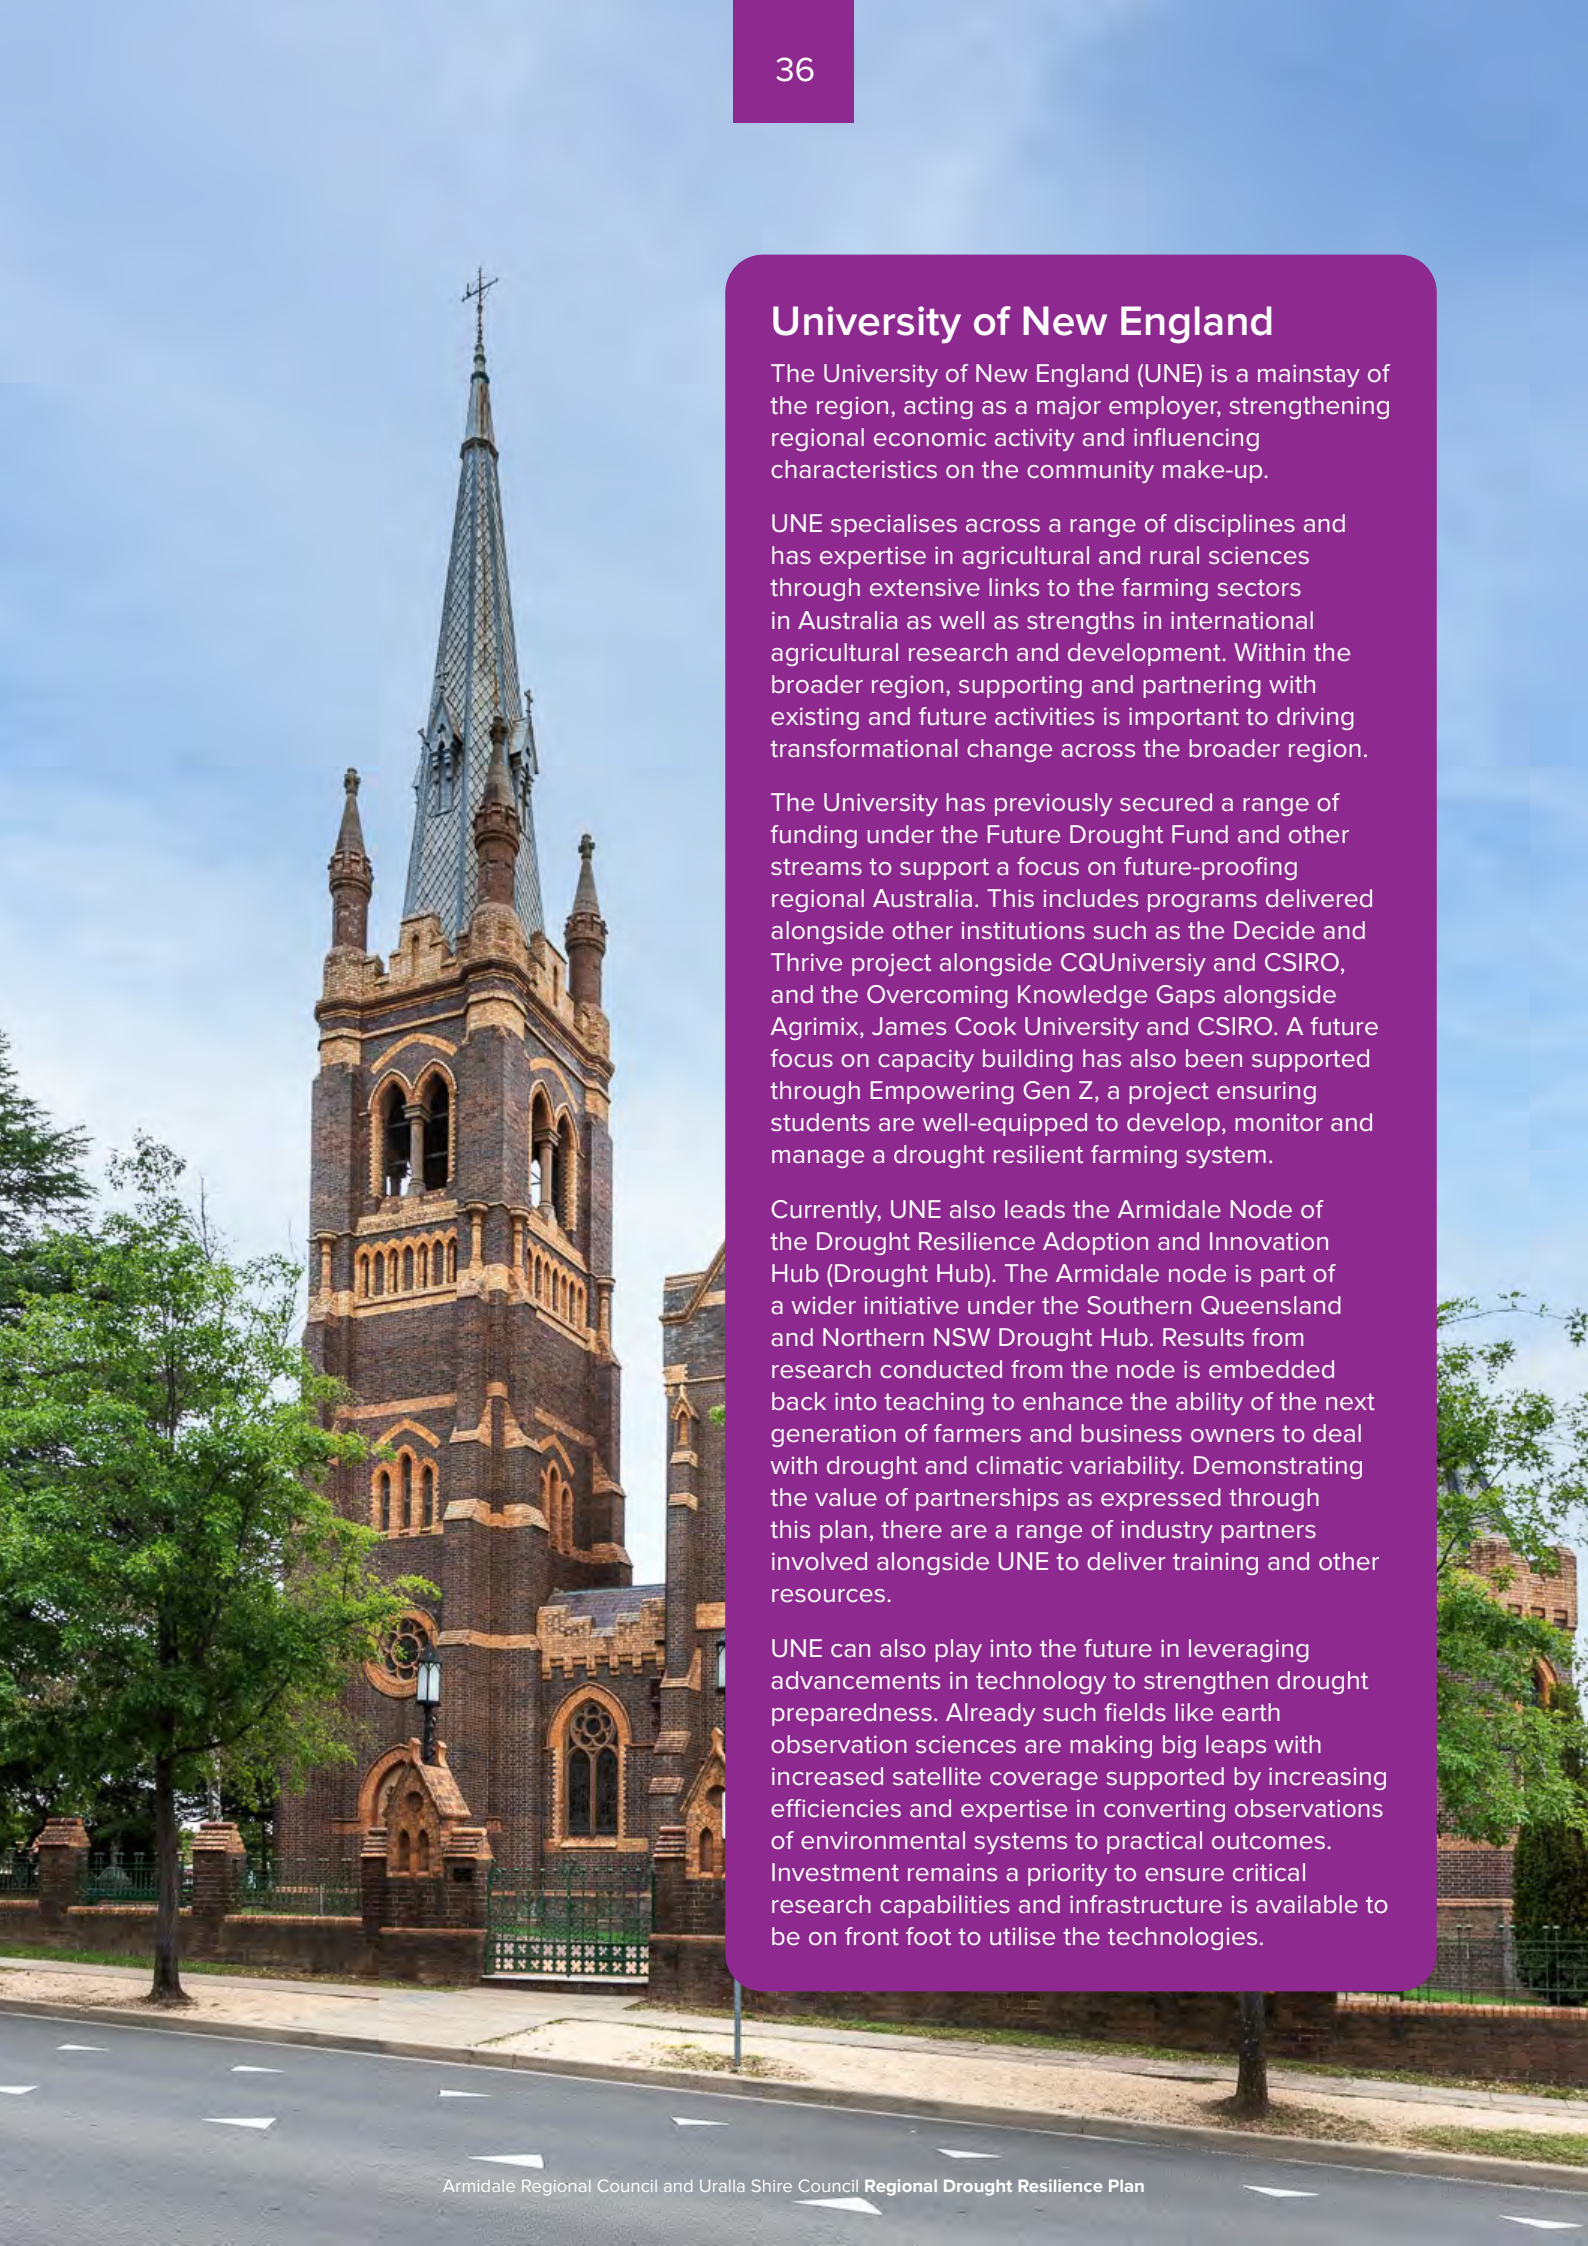 36
University of New England
The University of New England (UNE) is a mainstay of
the region, acting as a major employer, strengthening
regional economic activity and influencing
characteristics on the community make-up.
UNE specialises across a range of disciplines and
has expertise in agricultural and rural sciences
through extensive links to the farming sectors
in Australia as well as strengths in international
agricultural research and development. Within the
broader region, supporting and partnering with
existing and future activities is important to driving
transformational change across the broader region.
The University has previously secured a range of
funding under the Future Drought Fund and other
streams to support a focus on future-proofing
regional Australia. This includes programs delivered
alongside other institutions such as the Decide and
Thrive project alongside CQUniversiy and CSIRO,
and the Overcoming Knowledge Gaps alongside
Agrimix, James Cook University and CSIRO. A future
focus on capacity building has also been supported
through Empowering Gen Z, a project ensuring
students are well-equipped to develop, monitor and
manage a drought resilient farming system.
Currently, UNE also leads the Armidale Node of
the Drought Resilience Adoption and Innovation
Hub (Drought Hub). The Armidale node is part of
a wider initiative under the Southern Queensland
and Northern NSW Drought Hub. Results from
research conducted from the node is embedded
back into teaching to enhance the ability of the next
generation of farmers and business owners to deal
with drought and climatic variability. Demonstrating
the value of partnerships as expressed through
this plan, there are a range of industry partners
involved alongside UNE to deliver training and other
resources.
UNE can also play into the future in leveraging
advancements in technology to strengthen drought
preparedness. Already such fields like earth
observation sciences are making big leaps with
increased satellite coverage supported by increasing
efficiencies and expertise in converting observations
of environmental systems to practical outcomes.
Investment remains a priority to ensure critical
research capabilities and infrastructure is available to
be on front foot to utilise the technologies.
Armidale Regional Council and Uralla Shire Council Regional Drought Resilience Plan